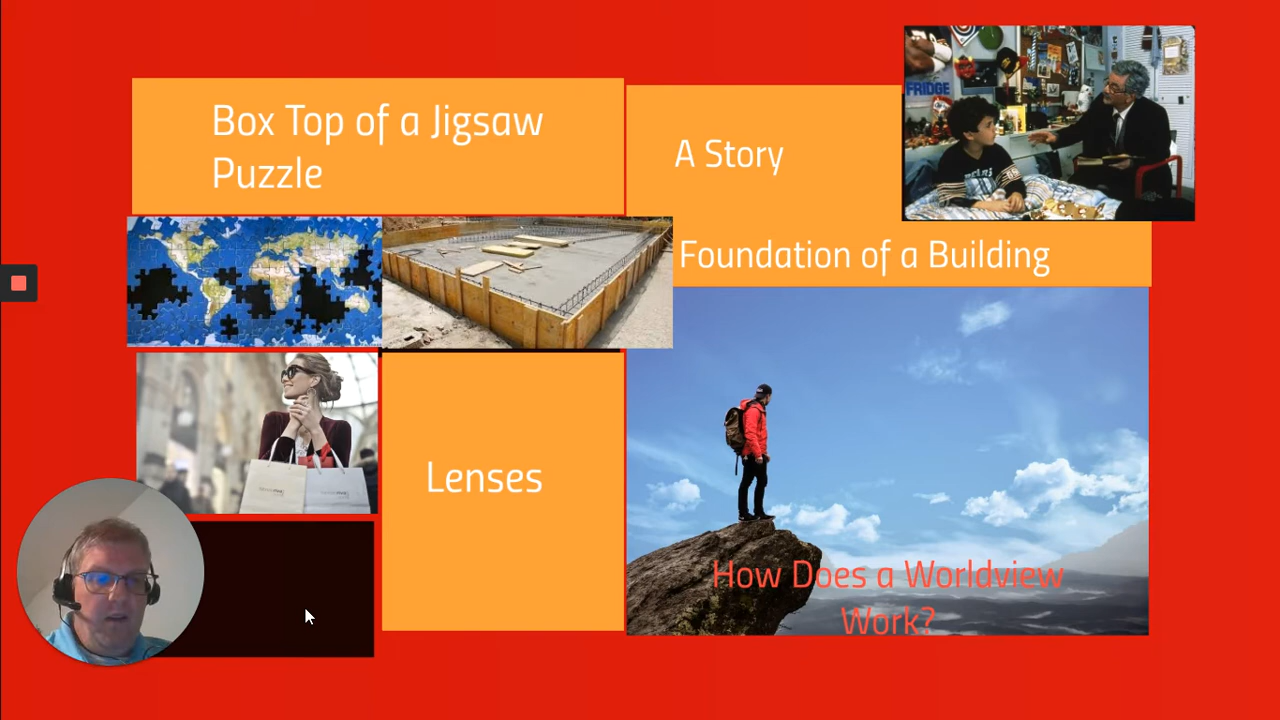 Box Top of a Jigsaw
Puzzle
A Story
FRIDGE
Foundation of a Building
Lenses
How Does a Worldview
Work?